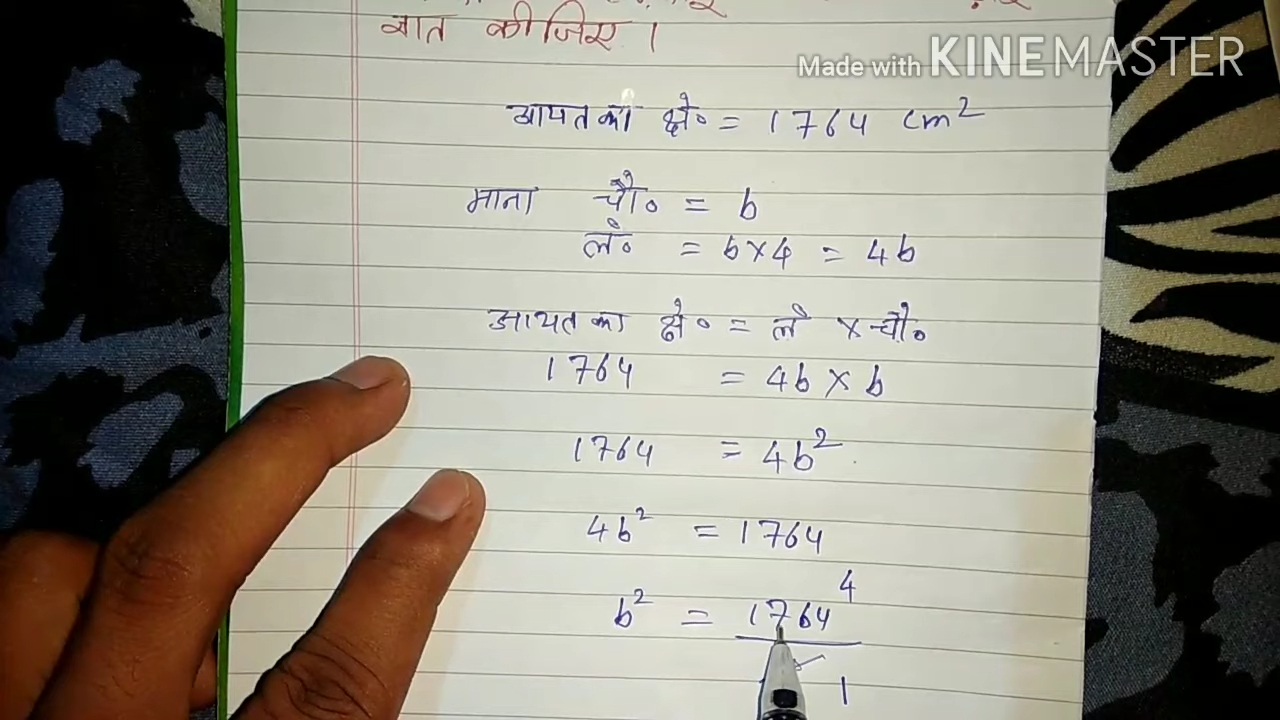 ज्ञात कीजिए ।
Made with KINEMASTER
आयत का क्षे० = 1764 cm²
माना चौ० = b
लं० = b×4 = 4b
आयत का क्षे० = लं × चौ०
1764 = 4b × b
1764 = 4b²
4b² = 1764
b² = 1764 4
1